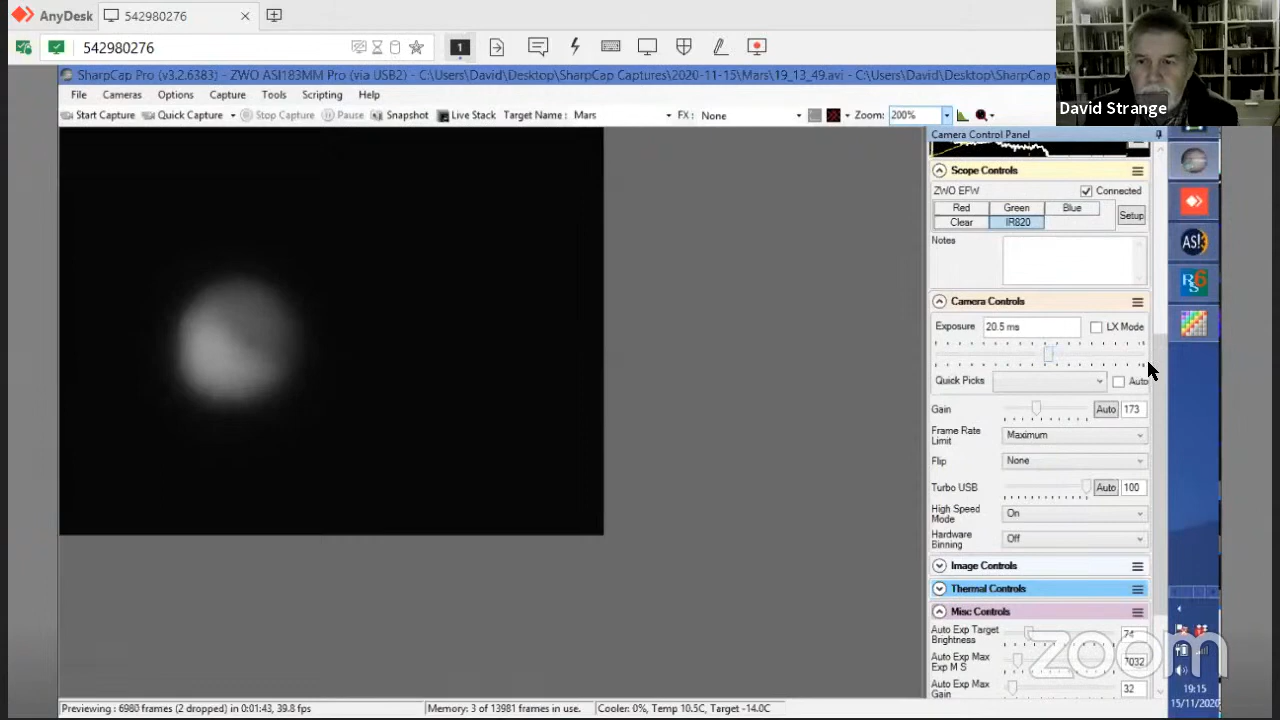 AnyDesk
542980276
542980276
1
David Strange
SharpCap Pro (v3.2.6383) - ZWO ASI183MM Pro (via USB2) - C:\Users\David\Desktop\SharpCap Captures\2020-11-15\Mars\19_13_49.avi - C:\Users\David\Desktop\SharpCap Capture
File Cameras Options Capture Tools Scripting Help
Start Capture Quick Capture Stop Capture Pause Snapshot Live Stack Target Name : Mars FX : None Zoom: 200%
Camera Control Panel
Scope Controls
ZWO EFW Connected
Red Green Blue
Clear IR820 Setup
Notes
Camera Controls
Exposure 20.5 ms LX Mode
Quick Picks Auto
Gain Auto 173
Frame Rate Limit Maximum
Flip None
Turbo USB Auto 100
High Speed Mode On
Hardware Binning Off
Image Controls
Thermal Controls
Misc Controls
Auto Exp Target Brightness 74
Auto Exp Max Exp M S 7032
Auto Exp Max Gain 32
AS!3
RS6
zoom
19:15
15/11/2020
Previewing : 6980 frames (2 dropped) in 0:01:43, 39.8 fps Memory: 3 of 13981 frames in use. Cooler: 0%, Temp 10.5C, Target -14.0C